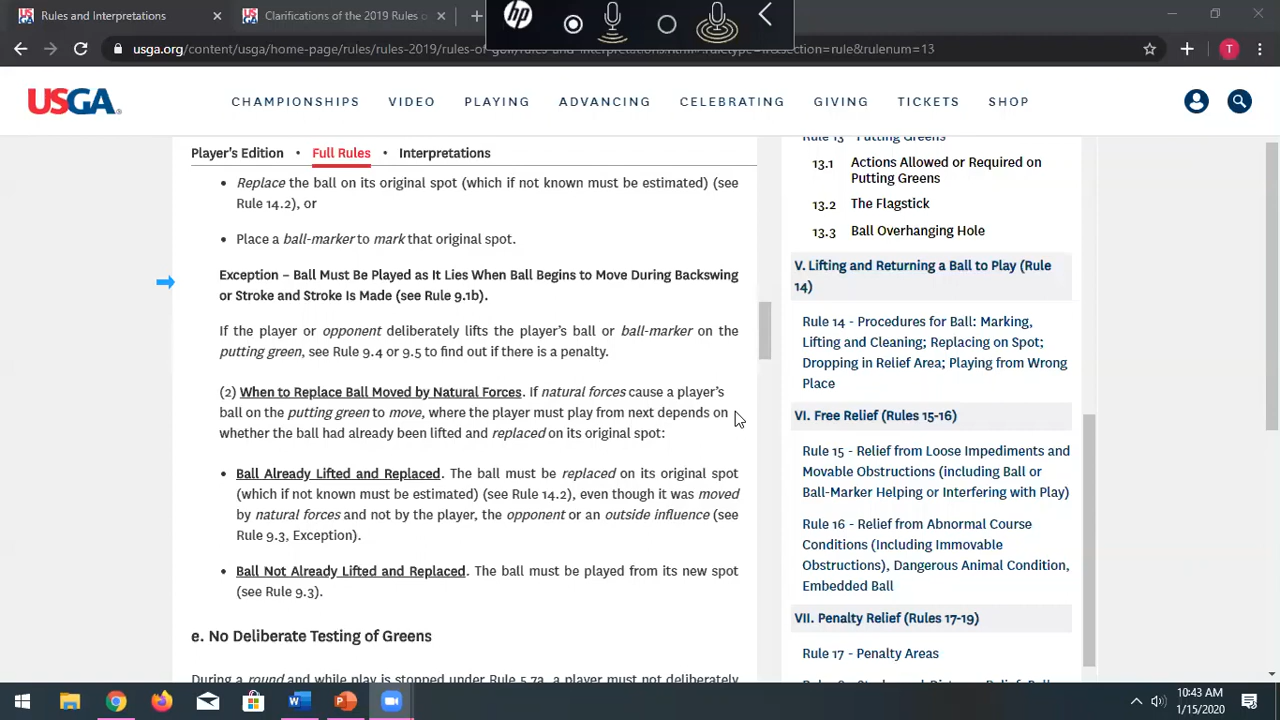 Rules and Interpretations
Clarifications of the 2019 Rules o
hp
usga.org/content/usga/home-page/rules/rules-2019/rules-of-golf/rules-and-interpretations.html#!ruletype=fr&section=rule&rulenum=13
T
USGA
CHAMPIONSHIPS VIDEO PLAYING ADVANCING CELEBRATING GIVING TICKETS SHOP
Player's Edition • Full Rules • Interpretations
• Replace the ball on its original spot (which if not known must be estimated) (see
Rule 14.2), or
• Place a ball-marker to mark that original spot.
Exception – Ball Must Be Played as It Lies When Ball Begins to Move During Backswing
or Stroke and Stroke Is Made (see Rule 9.1b).
If the player or opponent deliberately lifts the player's ball or ball-marker on the
putting green, see Rule 9.4 or 9.5 to find out if there is a penalty.
(2) When to Replace Ball Moved by Natural Forces. If natural forces cause a player's
ball on the putting green to move, where the player must play from next depends on
whether the ball had already been lifted and replaced on its original spot:
• Ball Already Lifted and Replaced. The ball must be replaced on its original spot
(which if not known must be estimated) (see Rule 14.2), even though it was moved
by natural forces and not by the player, the opponent or an outside influence (see
Rule 9.3, Exception).
• Ball Not Already Lifted and Replaced. The ball must be played from its new spot
(see Rule 9.3).
e. No Deliberate Testing of Greens
During a round and while play is stopped under Rule 5.7a, a player must not deliberately
Rule 13 - Putting Greens
13.1 Actions Allowed or Required on
Putting Greens
13.2 The Flagstick
13.3 Ball Overhanging Hole
V. Lifting and Returning a Ball to Play (Rule
14)
Rule 14 - Procedures for Ball: Marking,
Lifting and Cleaning; Replacing on Spot;
Dropping in Relief Area; Playing from Wrong
Place
VI. Free Relief (Rules 15-16)
Rule 15 - Relief from Loose Impediments and
Movable Obstructions (including Ball or
Ball-Marker Helping or Interfering with Play)
Rule 16 - Relief from Abnormal Course
Conditions (Including Immovable
Obstructions), Dangerous Animal Condition,
Embedded Ball
VII. Penalty Relief (Rules 17-19)
Rule 17 - Penalty Areas
10:43 AM
1/15/2020